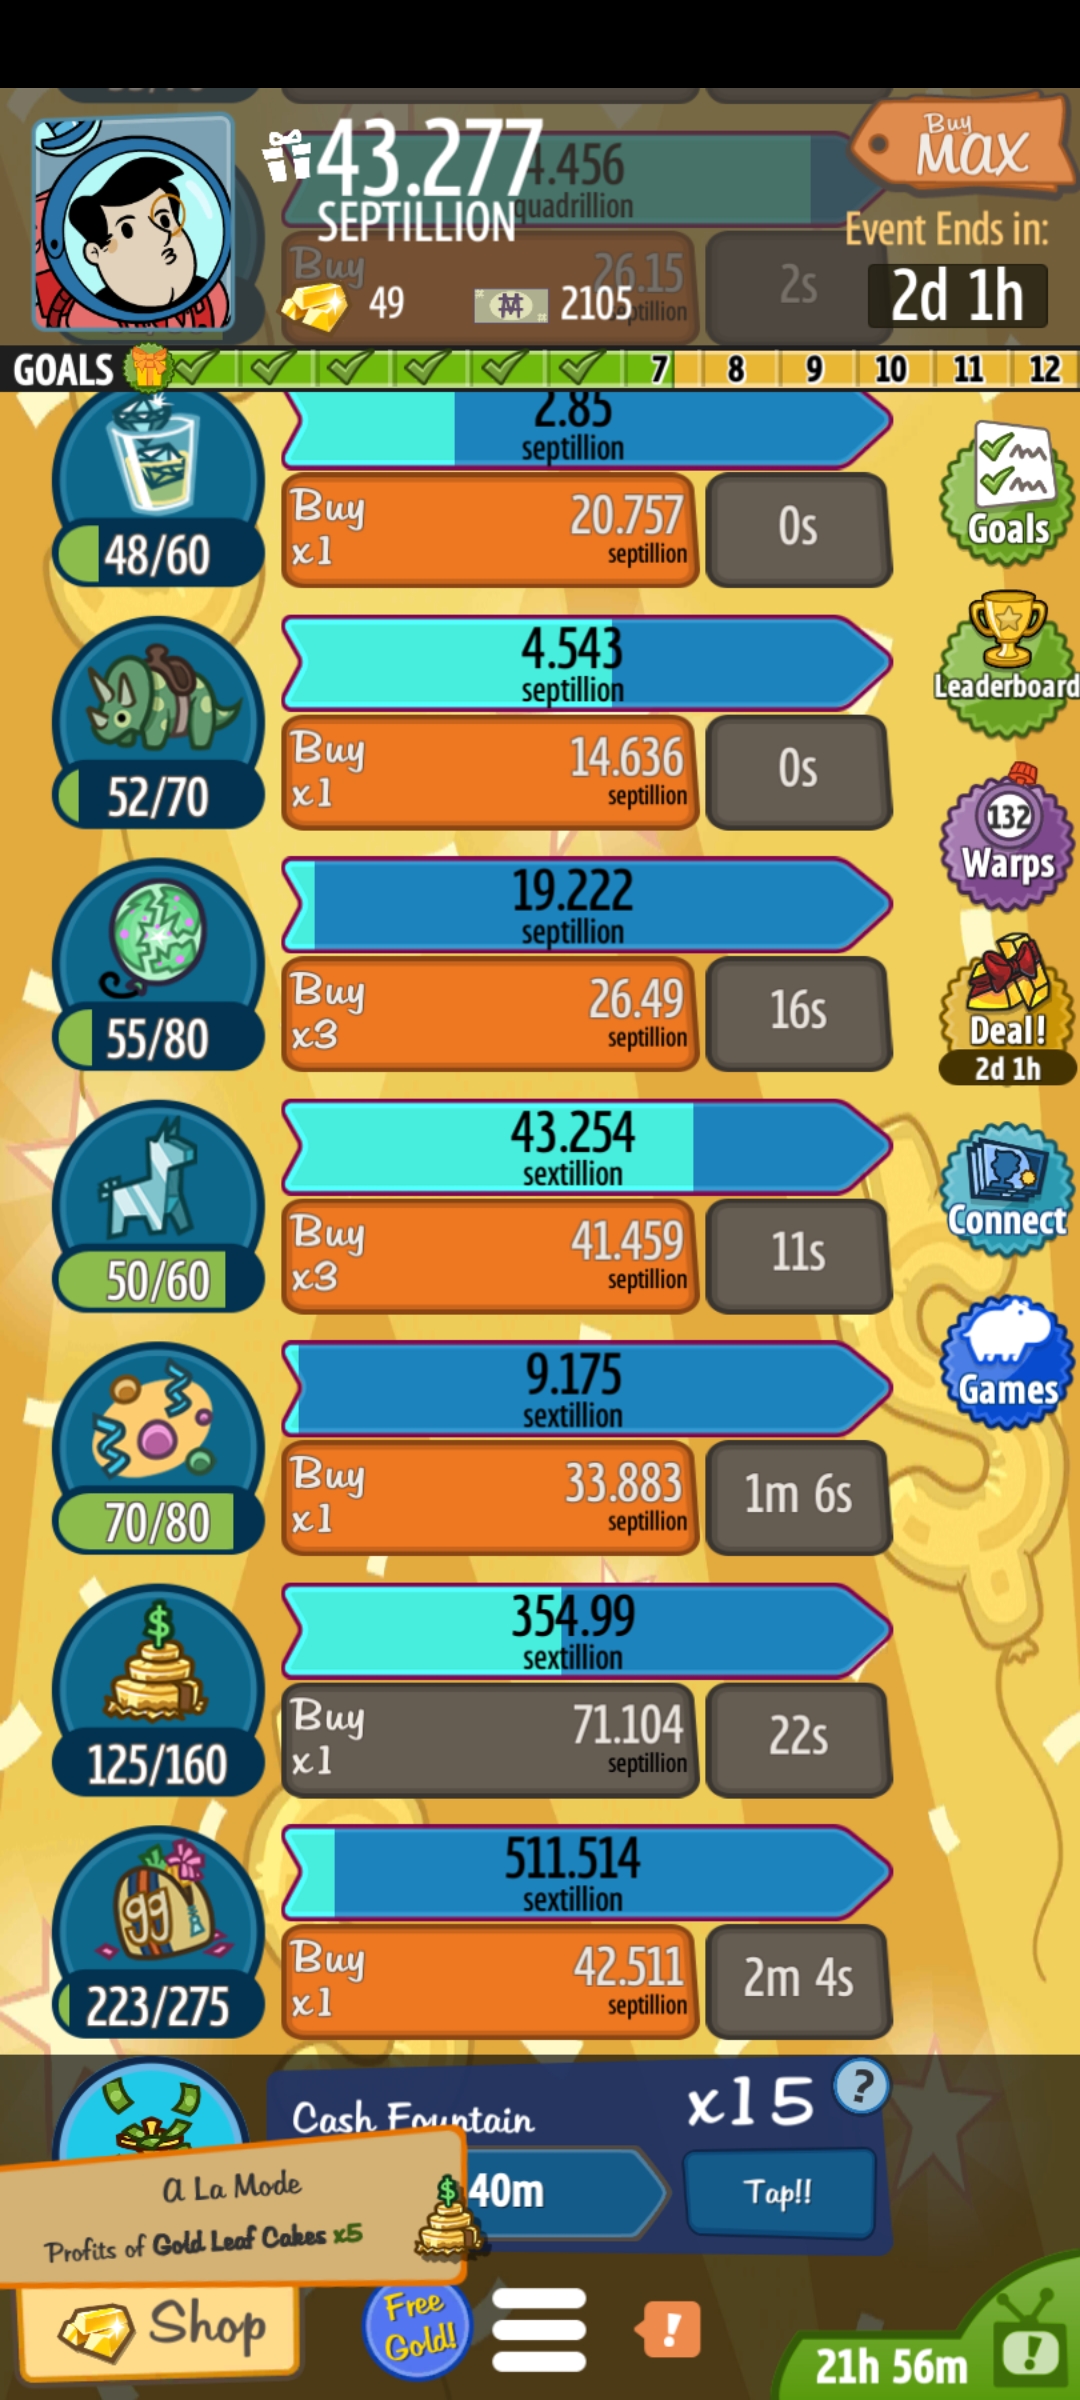 43.277
SEPTILLION
4.456
quadrillion
Buy
MAX
Event Ends in:
2d 1h
Buy
26.15
2s
49
2105
GOALS 7 8 9 10 11 12
2.85
septillion
48/60
Buy
x1
20.757
septillion
0s
Goals
4.543
septillion
52/70
Buy
x1
14.636
septillion
0s
Leaderboard
19.222
septillion
55/80
Buy
x3
26.49
septillion
16s
132
Warps
Deal!
2d 1h
43.254
sextillion
50/60
Buy
x3
41.459
septillion
11s
Connect
9.175
sextillion
70/80
Buy
x1
33.883
septillion
1m 6s
Games
$
354.99
sextillion
125/160
Buy
x1
71.104
septillion
22s
gg
511.514
sextillion
223/275
Buy
x1
42.511
septillion
2m 4s
Cash Fountain
x15
?
40m
Tap!!
A La Mode
Profits of Gold Leaf Cakes x5
$
Shop
Free
Gold!
!
21h 56m
!